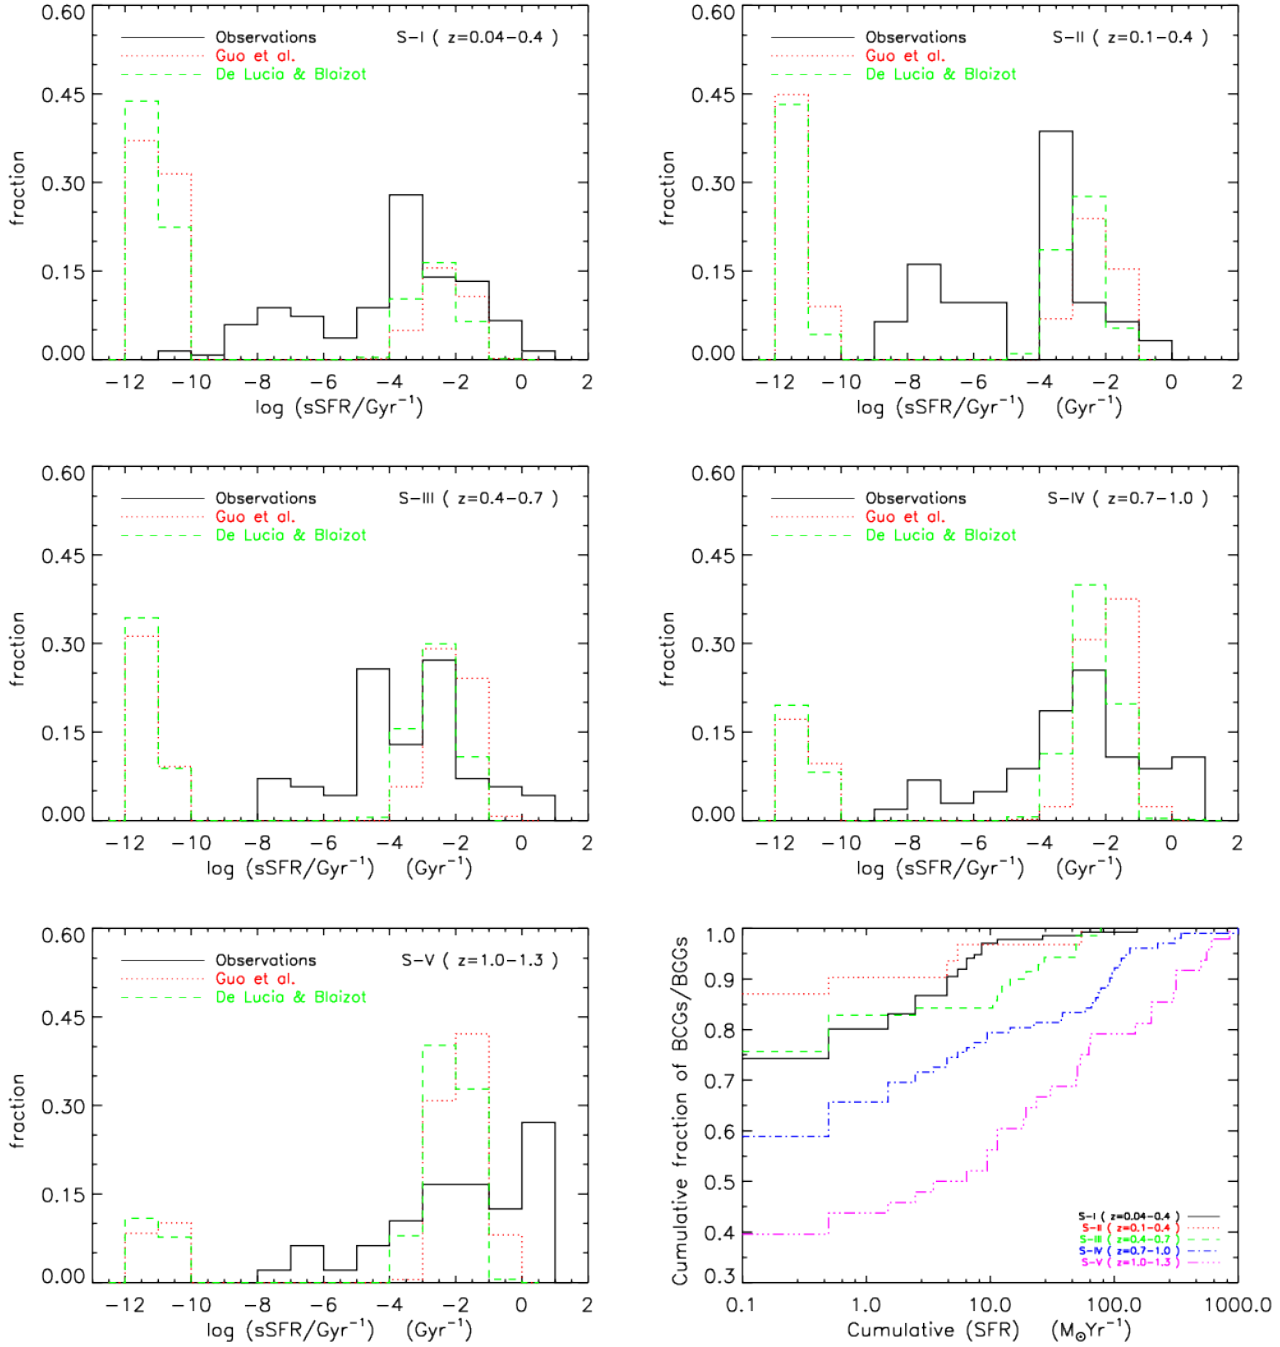 0.60
0.45
0.30
0.15
0.00
fraction
Observations
Guo et al.
De Lucia & Blaizot
S-I ( z=0.04-0.4 )
-12 -10 -8 -6 -4 -2 0 2
log (sSFR/Gyr⁻¹)
0.60
0.45
0.30
0.15
0.00
fraction
Observations
Guo et al.
De Lucia & Blaizot
S-II ( z=0.1-0.4 )
-12 -10 -8 -6 -4 -2 0 2
log (sSFR/Gyr⁻¹) (Gyr⁻¹)
0.60
0.45
0.30
0.15
0.00
fraction
Observations
Guo et al.
De Lucia & Blaizot
S-III ( z=0.4-0.7 )
-12 -10 -8 -6 -4 -2 0 2
log (sSFR/Gyr⁻¹) (Gyr⁻¹)
0.60
0.45
0.30
0.15
0.00
fraction
Observations
Guo et al.
De Lucia & Blaizot
S-IV ( z=0.7-1.0 )
-12 -10 -8 -6 -4 -2 0 2
log (sSFR/Gyr⁻¹) (Gyr⁻¹)
0.60
0.45
0.30
0.15
0.00
fraction
Observations
Guo et al.
De Lucia & Blaizot
S-V ( z=1.0-1.3 )
-12 -10 -8 -6 -4 -2 0 2
log (sSFR/Gyr⁻¹) (Gyr⁻¹)
1.0
0.9
0.8
0.7
0.6
0.5
0.4
0.3
Cumulative fraction of BCGs/BGGs
S-I ( z=0.04-0.4 )
S-II ( z=0.1-0.4 )
S-III ( z=0.4-0.7 )
S-IV ( z=0.7-1.0 )
S-V ( z=1.0-1.3 )
0.1 1.0 10.0 100.0 1000.0
Cumulative (SFR) (M⊙Yr⁻¹)